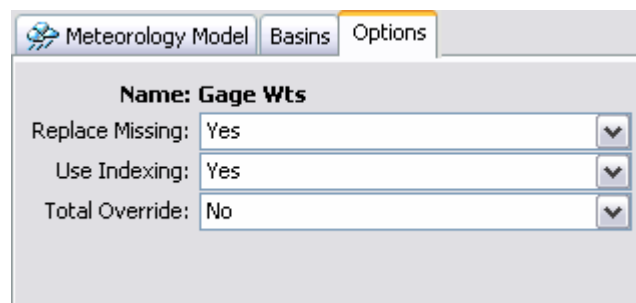 Meteorology Model Basins Options
Name: Gage Wts
Replace Missing: Yes
Use Indexing: Yes
Total Override: No